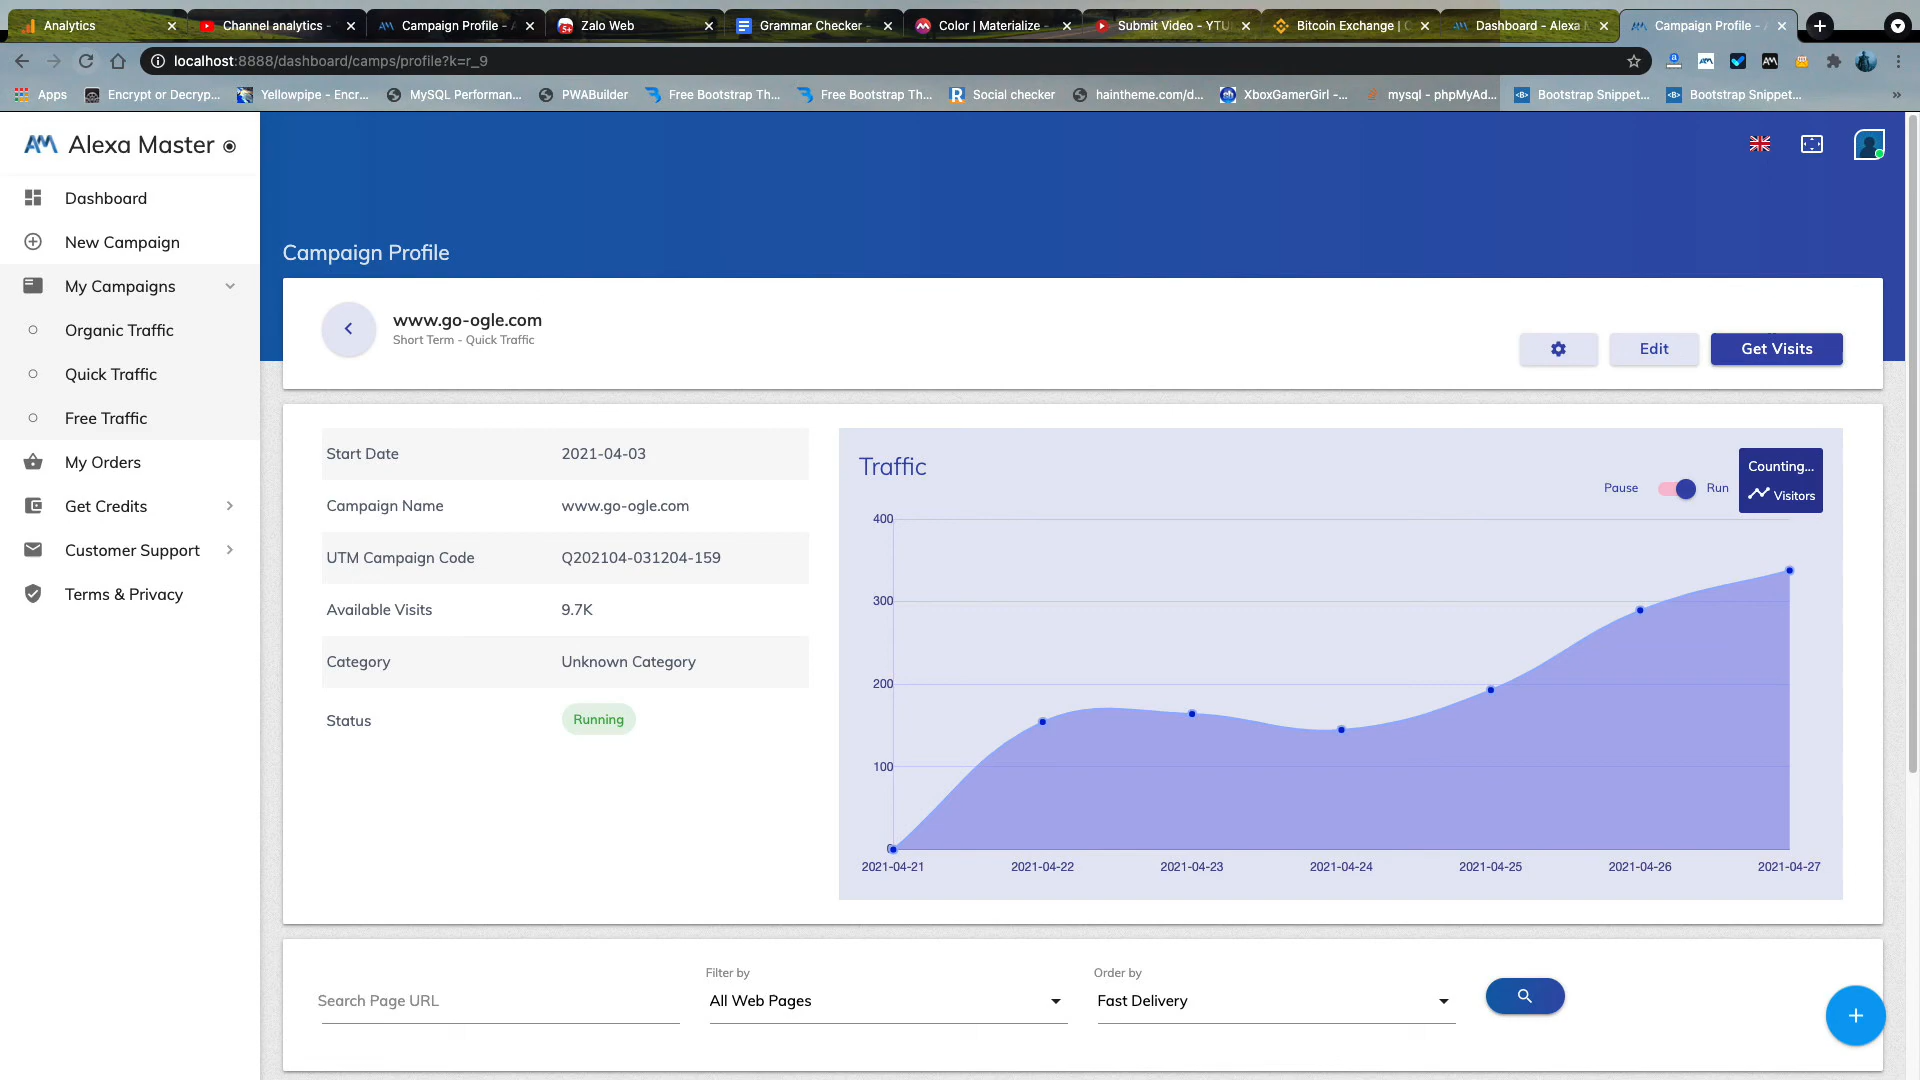 Analytics
Channel analytics -
Campaign Profile -
Zalo Web
Grammar Checker -
Color | Materialize -
Submit Video - YTU
Bitcoin Exchange |
Dashboard - Alexa
Campaign Profile -
localhost:8888/dashboard/camps/profile?k=r_9
Apps
Encrypt or Decryp...
Yellowpipe - Encr...
MySQL Performan...
PWABuilder
Free Bootstrap Th...
Free Bootstrap Th...
Social checker
haintheme.com/d...
XboxGamerGirl -...
mysql - phpMyAd...
Bootstrap Snippet...
Bootstrap Snippet...
»
AM Alexa Master
Dashboard
New Campaign
My Campaigns
Organic Traffic
Quick Traffic
Free Traffic
My Orders
Get Credits
Customer Support
Terms & Privacy
Campaign Profile
www.go-ogle.com
Short Term - Quick Traffic
Edit
Get Visits
Start Date 2021-04-03
Campaign Name www.go-ogle.com
UTM Campaign Code Q202104-031204-159
Available Visits 9.7K
Category Unknown Category
Status Running
Traffic
Pause Run
Counting...
Visitors
400
300
200
100
0
2021-04-21 2021-04-22 2021-04-23 2021-04-24 2021-04-25 2021-04-26 2021-04-27
Search Page URL
Filter by
All Web Pages
Order by
Fast Delivery